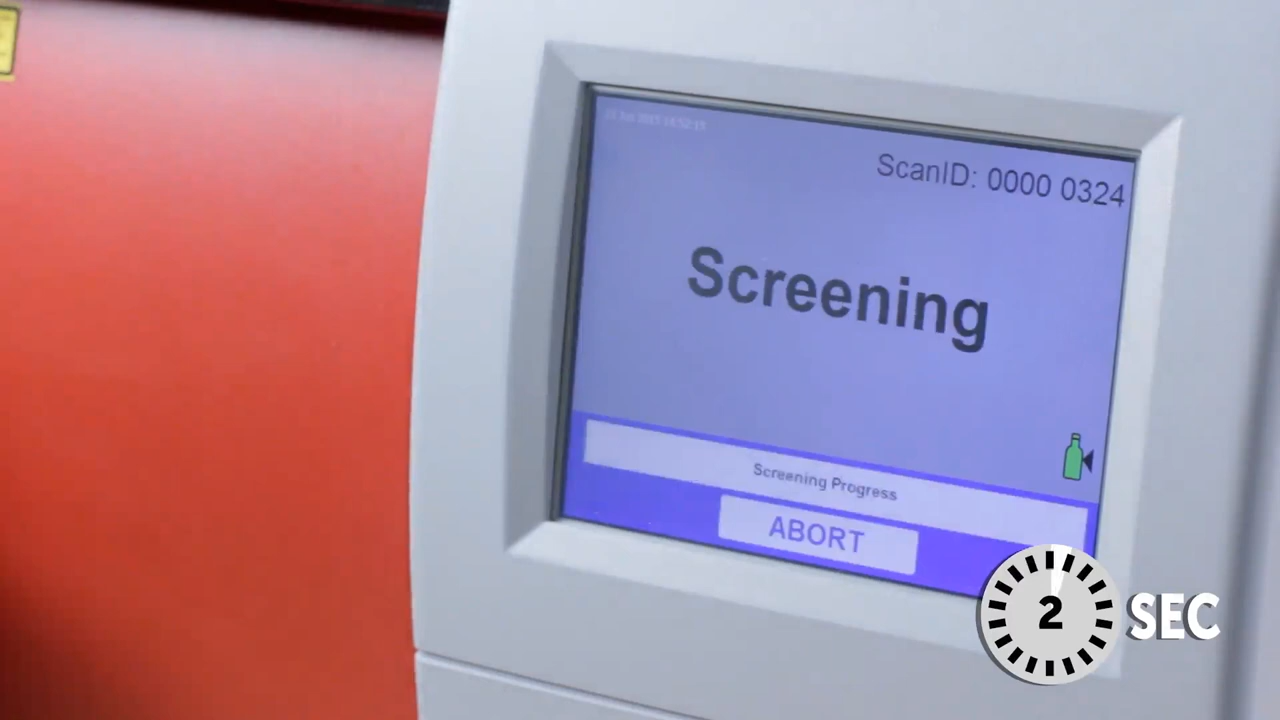 ScanID: 0000 0324
Screening
Screening Progress
ABORT
2 SEC